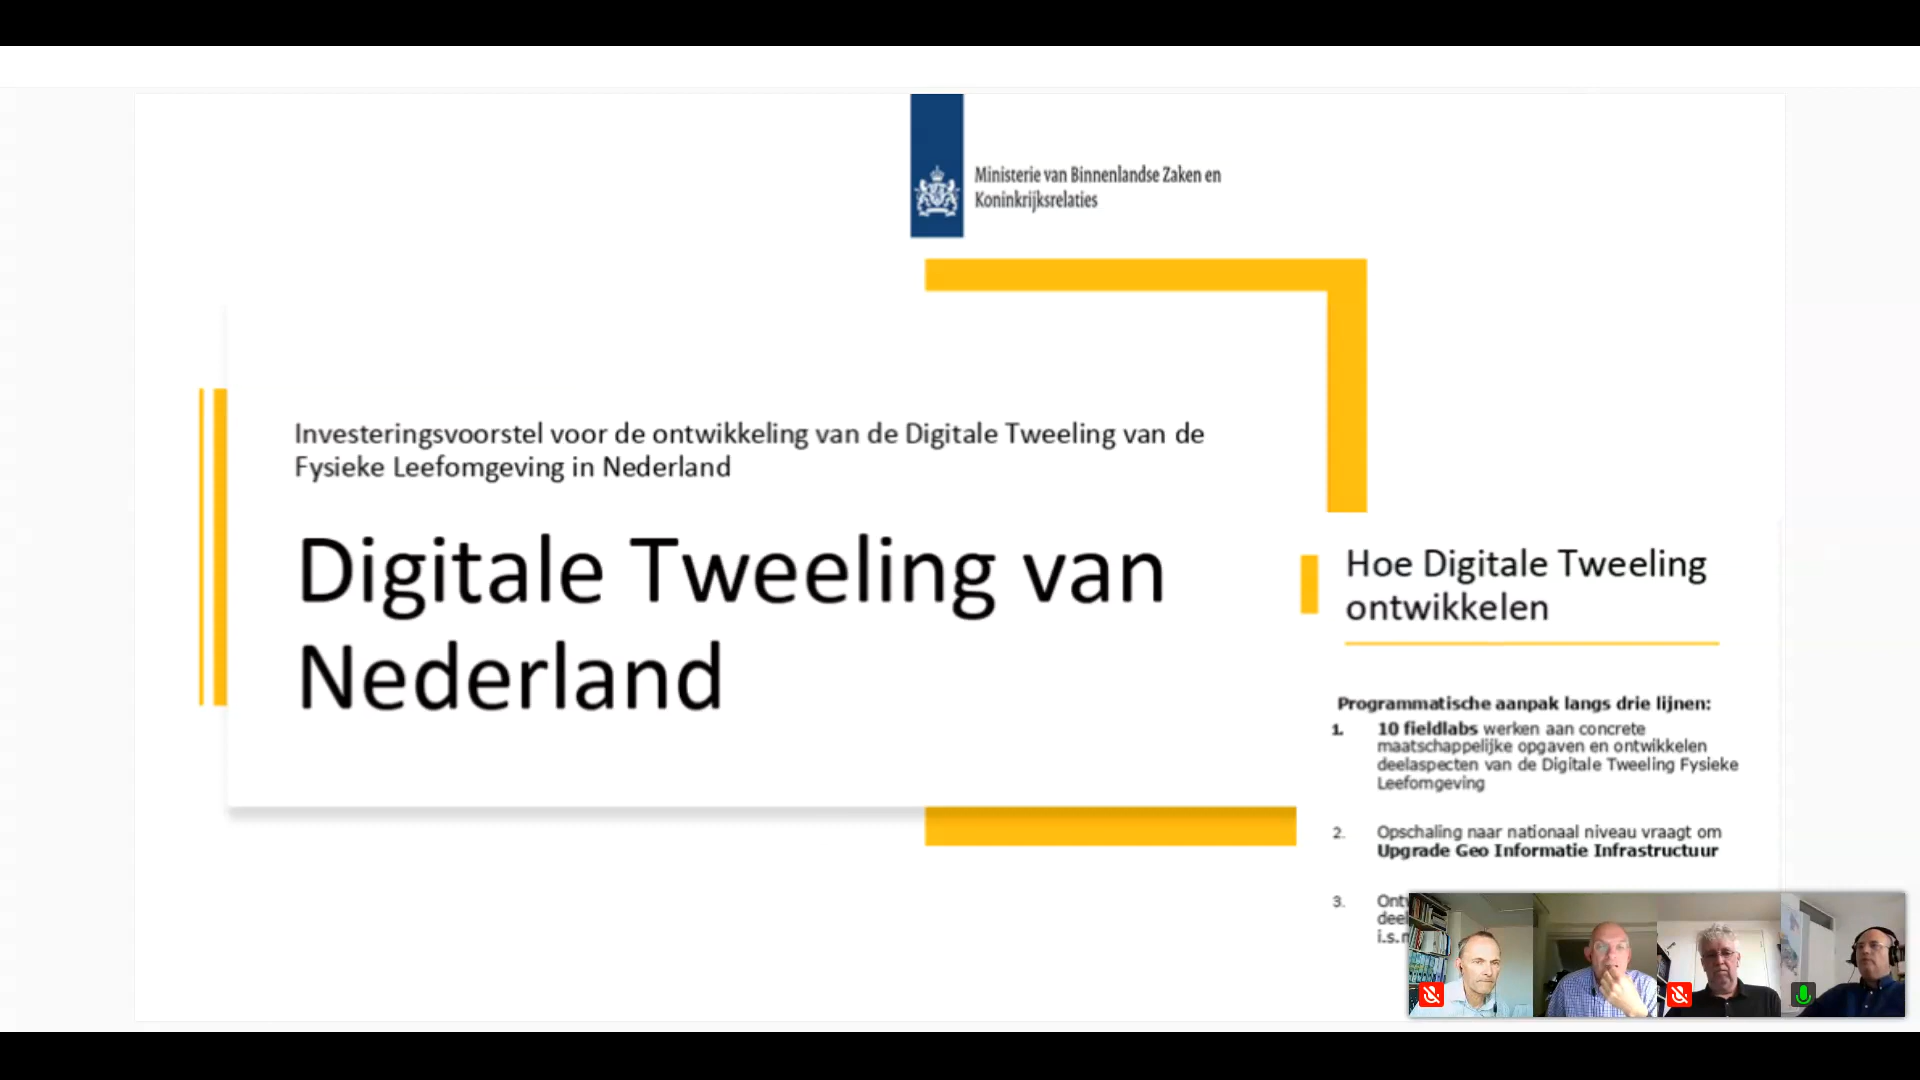 Ministerie van Binnenlandse Zaken en
Koninkrijksrelaties
Investeringsvoorstel voor de ontwikkeling van de Digitale Tweeling van de
Fysieke Leefomgeving in Nederland
Digitale Tweeling van
Nederland
Hoe Digitale Tweeling
ontwikkelen
Programmatische aanpak langs drie lijnen:
1. 10 fieldlabs werken aan concrete
maatschappelijke opgaven en ontwikkelen
deelaspecten van de Digitale Tweeling Fysieke
Leefomgeving
2. Opschaling naar nationaal niveau vraagt om
Upgrade Geo Informatie Infrastructuur
3.